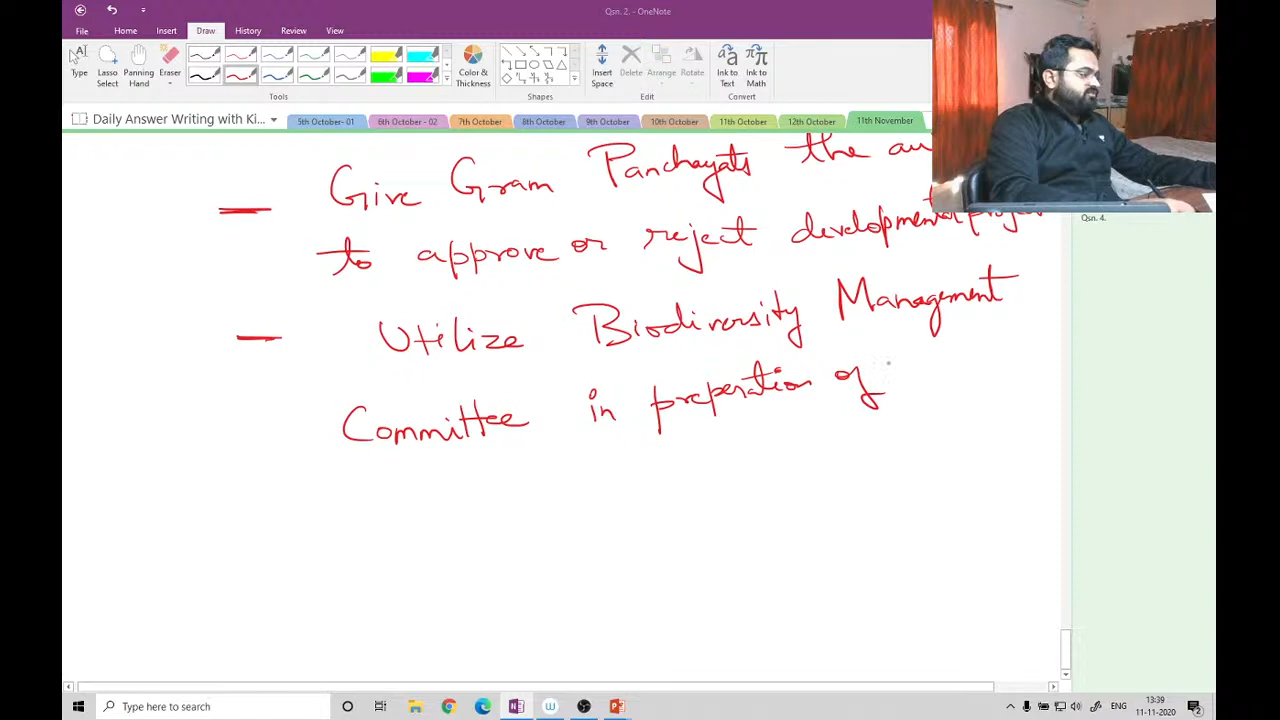 Qsn. 2. - OneNote
File Home Insert Draw History Review View
Type Lasso Select Panning Hand Eraser Color & Thickness Insert Space Delete Arrange Rotate Ink to Text Ink to Math
Tools Shapes Edit Convert
Daily Answer Writing with Ki... 5th October- 01 6th October - 02 7th October 8th October 9th October 10th October 11th October 12th October 11th November
Qsn. 4.
Give Gram Panchayats the
to approve or reject developmental project
Utilize Biodiversity Management
Committee in preperation of
Type here to search
ENG 13:39
11-11-2020 2